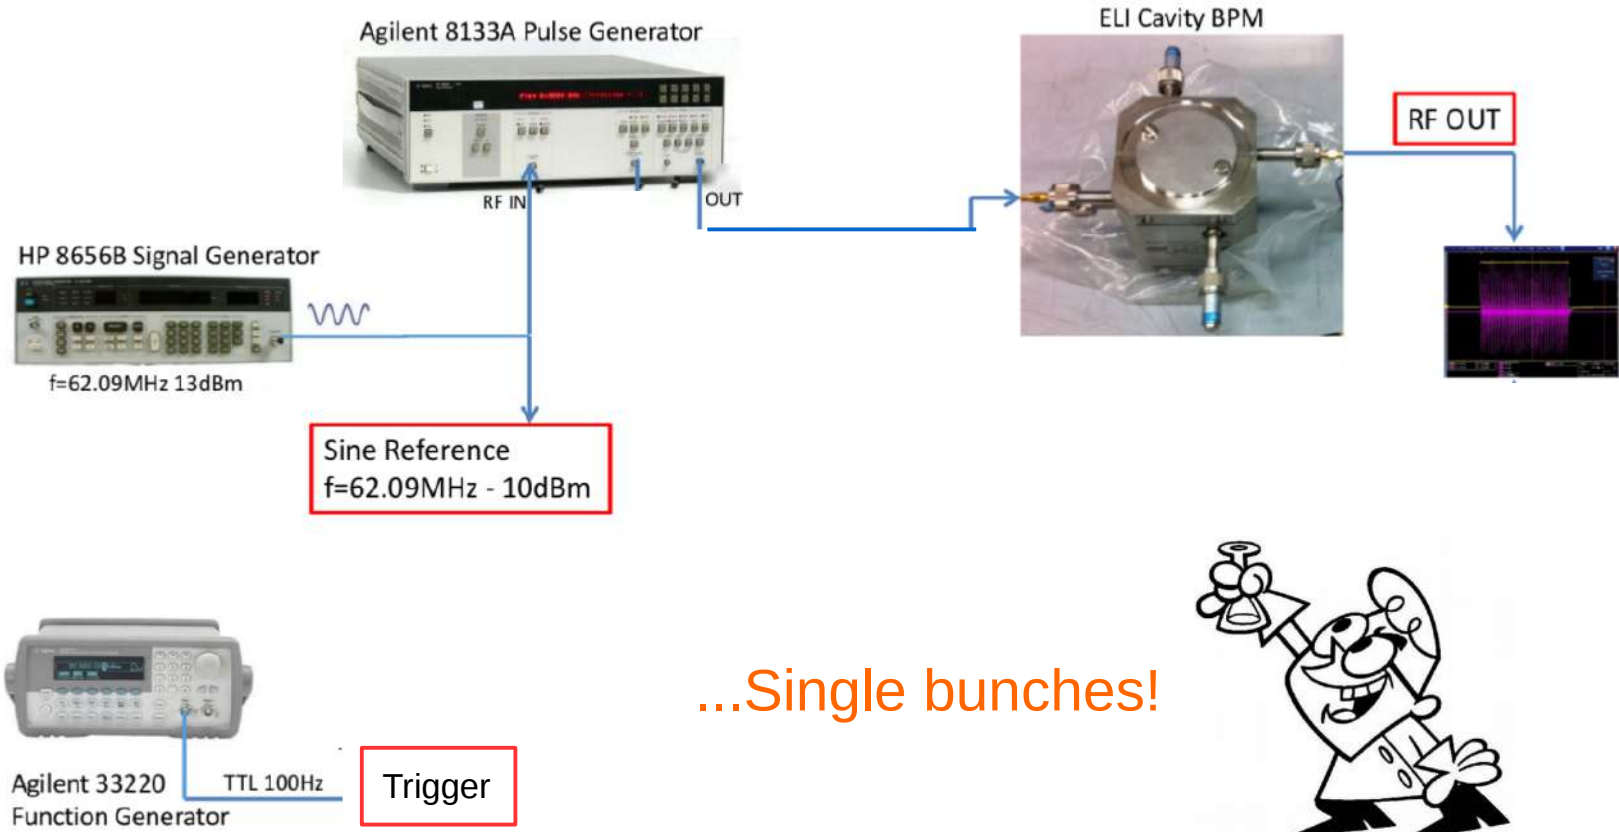 Agilent 8133A Pulse Generator
ELI Cavity BPM
RF OUT
RF IN
OUT
HP 8656B Signal Generator
f=62.09MHz 13dBm
Sine Reference
f=62.09MHz - 10dBm
...Single bunches!
TTL 100Hz
Trigger
Agilent 33220
Function Generator